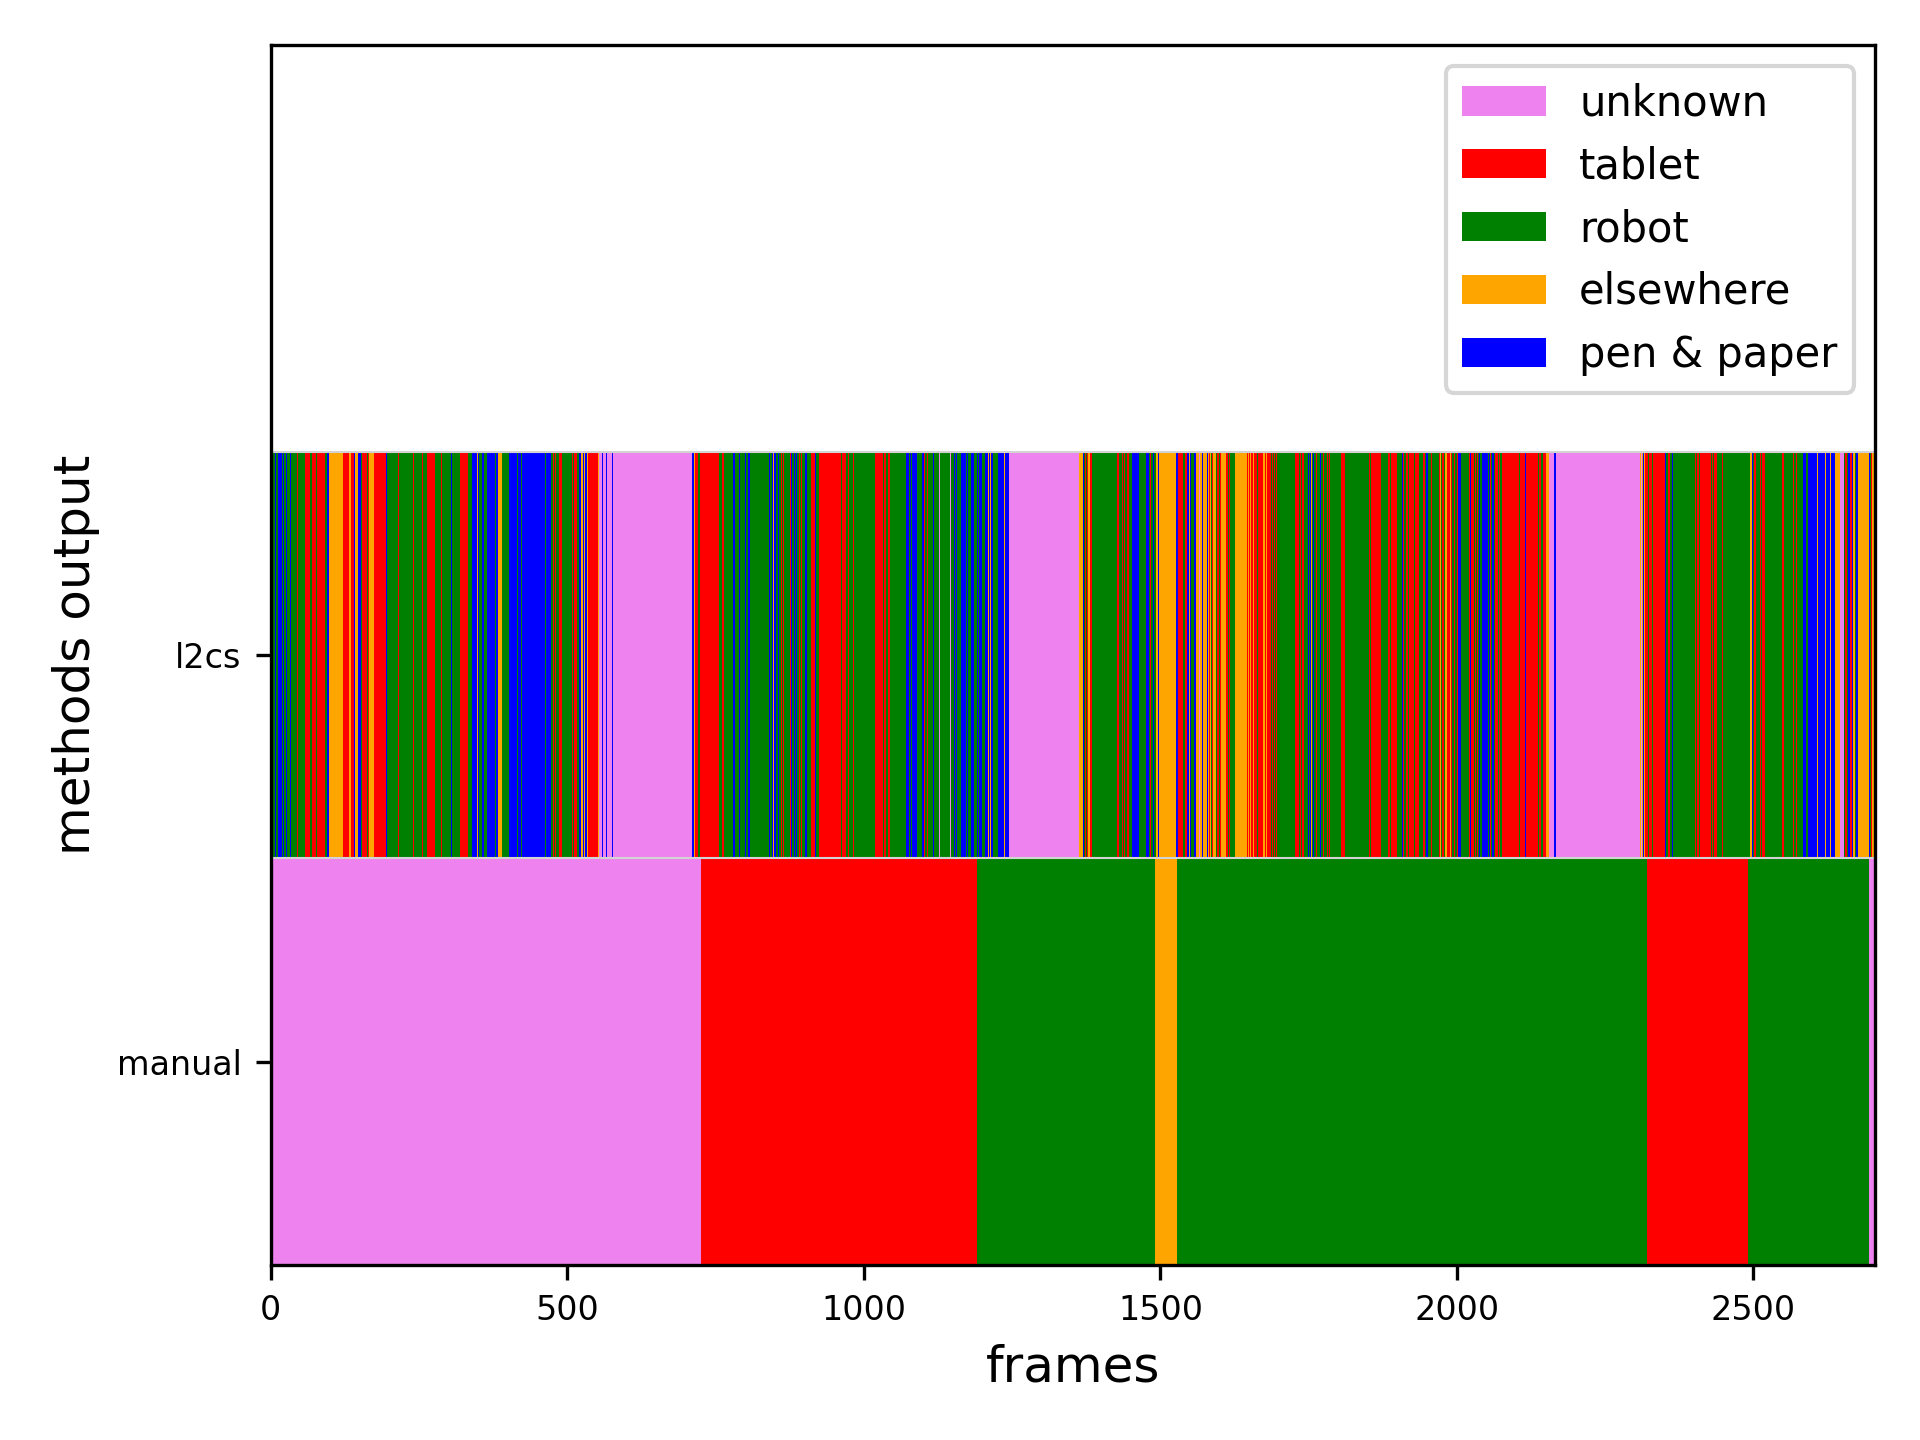 unknown
tablet
robot
elsewhere
pen & paper
methods output
l2cs
manual
0 500 1000 1500 2000 2500
frames